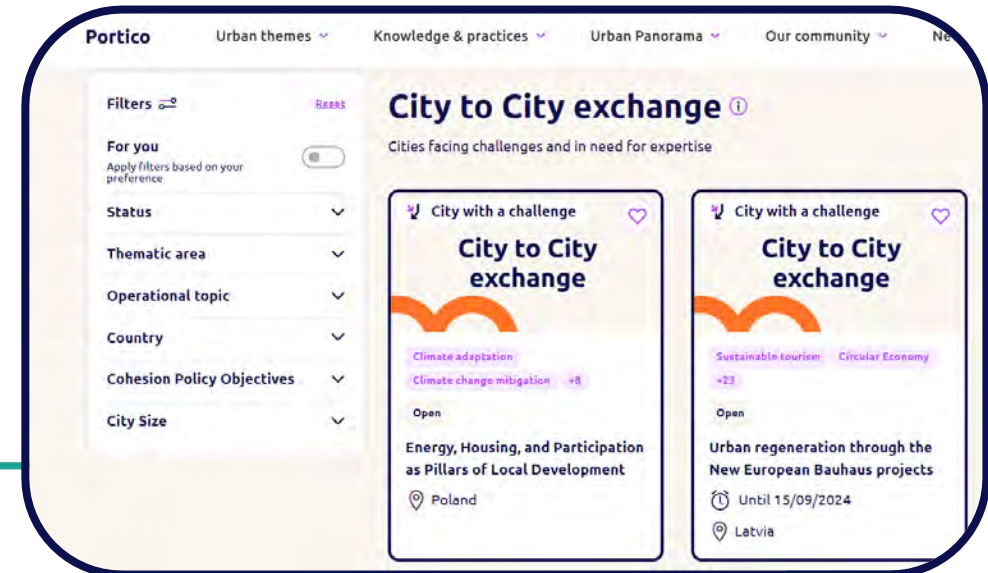 Portico Urban themes Knowledge & practices Urban Panorama Our community
Filters Reset
For you
Apply filters based on your
preference
Status
Thematic area
Operational topic
Country
Cohesion Policy Objectives
City Size
City to City exchange
Cities facing challenges and in need for expertise
City with a challenge
City to City
exchange
Climate adaptation
Climate change mitigation +8
Open
Energy, Housing, and Participation
as Pillars of Local Development
Poland
City with a challenge
City to City
exchange
Sustainable tourism Circular Economy
+23
Open
Urban regeneration through the
New European Bauhaus projects
Until 15/09/2024
Latvia